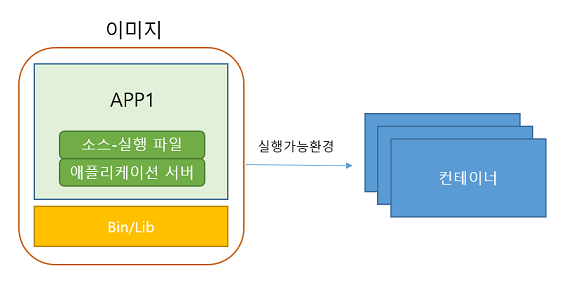 이미지
APP1
소스-실행 파일
애플리케이션 서버
Bin/Lib
실행가능환경
컨테이너